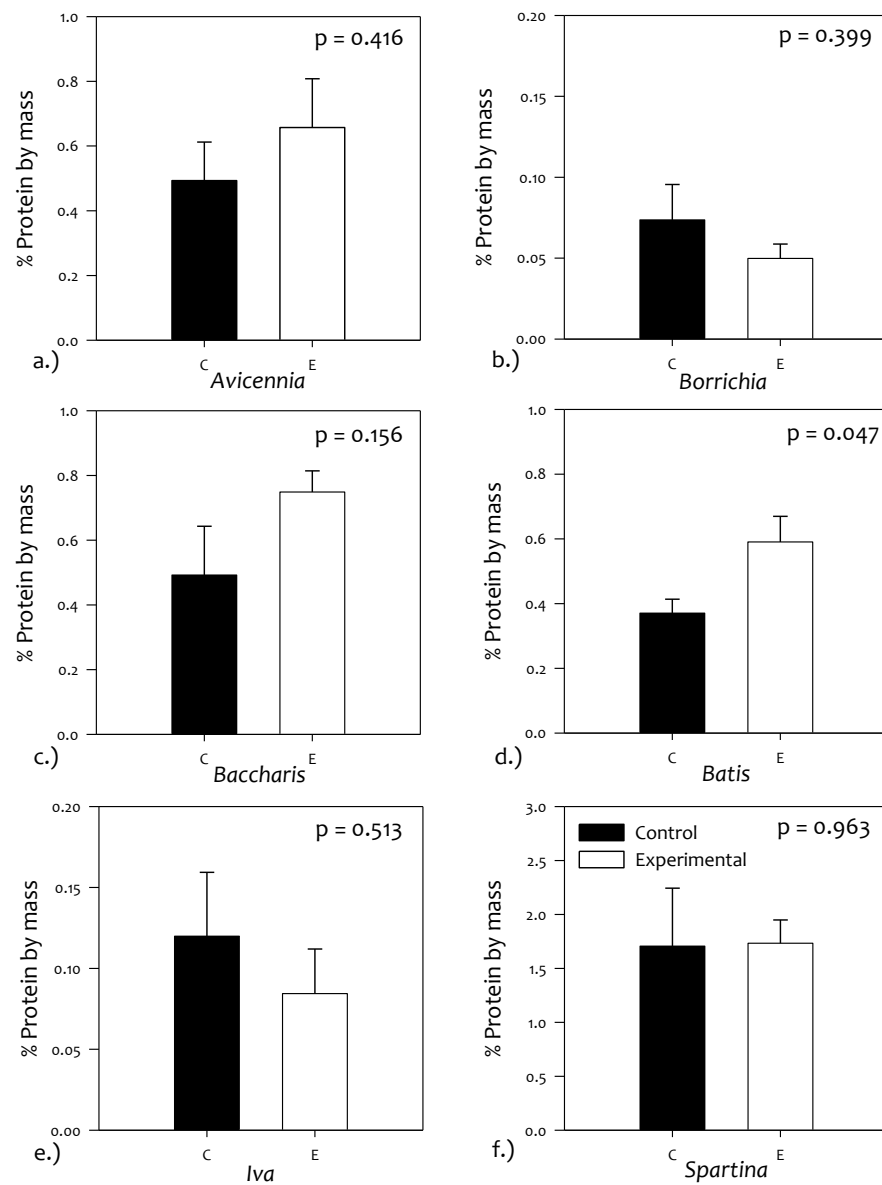 1.0
0.8
0.6
0.4
0.2
0.0
% Protein by mass
p = 0.416
C
E
a.)
Avicennia
0.20
0.15
0.10
0.05
0.00
% Protein by mass
p = 0.399
C
E
b.)
Borrichia
1.0
0.8
0.6
0.4
0.2
0.0
% Protein by mass
p = 0.156
C
E
c.)
Baccharis
1.0
0.8
0.6
0.4
0.2
0.0
% Protein by mass
p = 0.047
C
E
d.)
Batis
0.20
0.15
0.10
0.05
0.00
% Protein by mass
p = 0.513
C
E
e.)
Iva
3.0
2.5
2.0
1.5
1.0
0.5
0.0
% Protein by mass
Control
Experimental
p = 0.963
C
E
f.)
Spartina